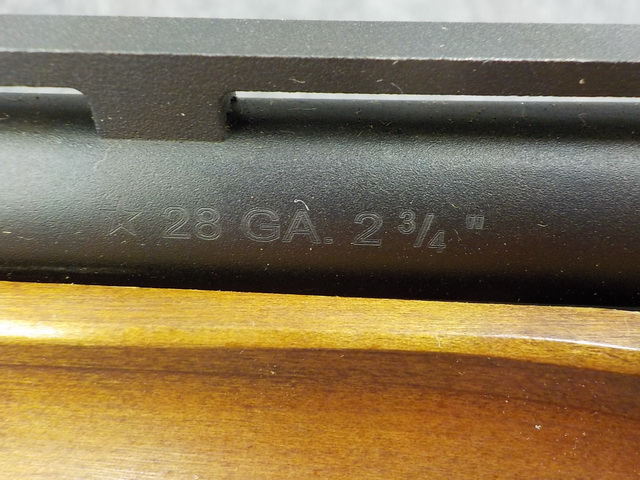 ☆ 28 GA. 2 ¾ "